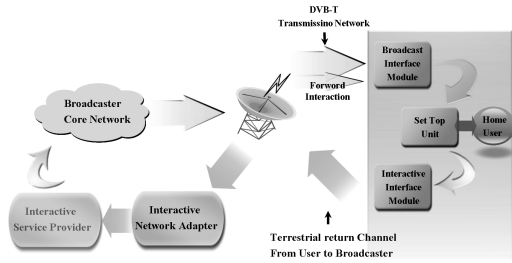 DVB-T
Transmissino Network
Forword
Interaction
Broadcast
Interface
Module
Broadcaster
Core Network
Set Top
Unit
Home
User
Interactive
Interface
Module
Interactive
Service Provider
Interactive
Network Adapter
Terrestrial return Channel
From User to Broadcaster